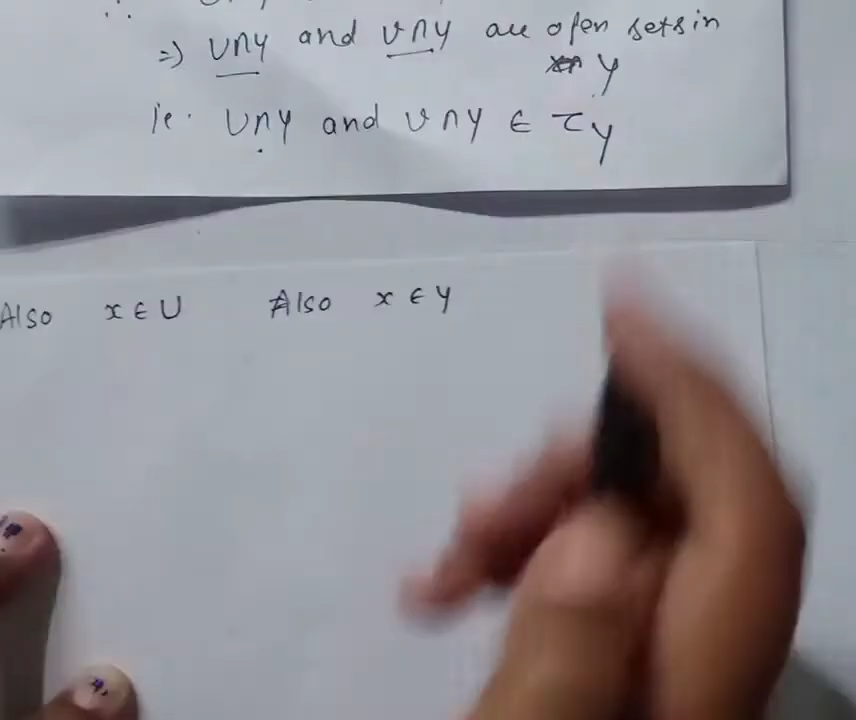 ∴
=) U∩Y and V∩Y are open sets in
Y
ie. U∩Y and V∩Y ∈ τY
Also x ∈ U Also x ∈ Y